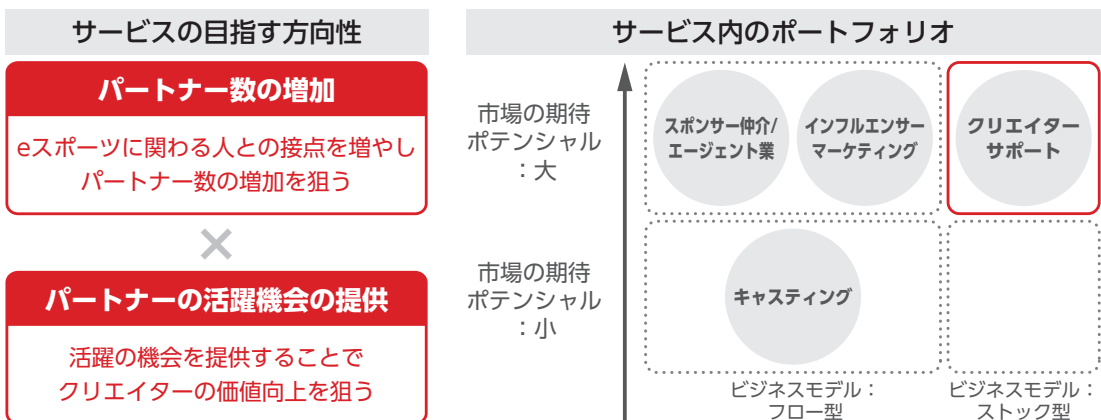 サービスの目指す方向性
パートナー数の増加
eスポーツに関わる人との接点を増やし
パートナー数の増加を狙う
×
パートナーの活躍機会の提供
活躍の機会を提供することで
クリエイターの価値向上を狙う
サービス内のポートフォリオ
市場の期待
ポテンシャル
：大
スポンサー仲介/
エージェント業
インフルエンサー
マーケティング
クリエイター
サポート
市場の期待
ポテンシャル
：小
キャスティング
ビジネスモデル：
フロー型
ビジネスモデル：
ストック型